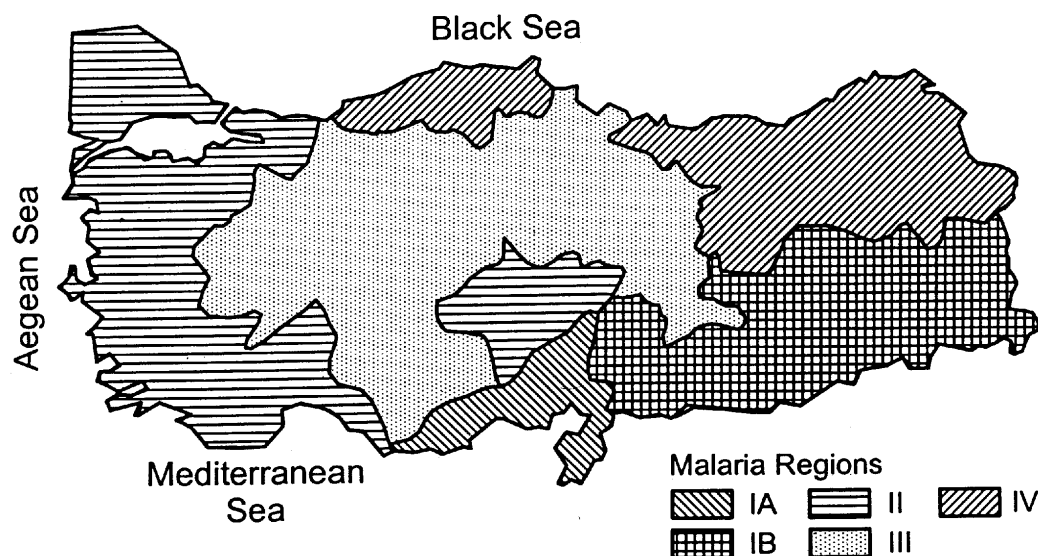 Black Sea
Aegean Sea
Mediterranean
Sea
Malaria Regions
IA
II
IV
IB
III